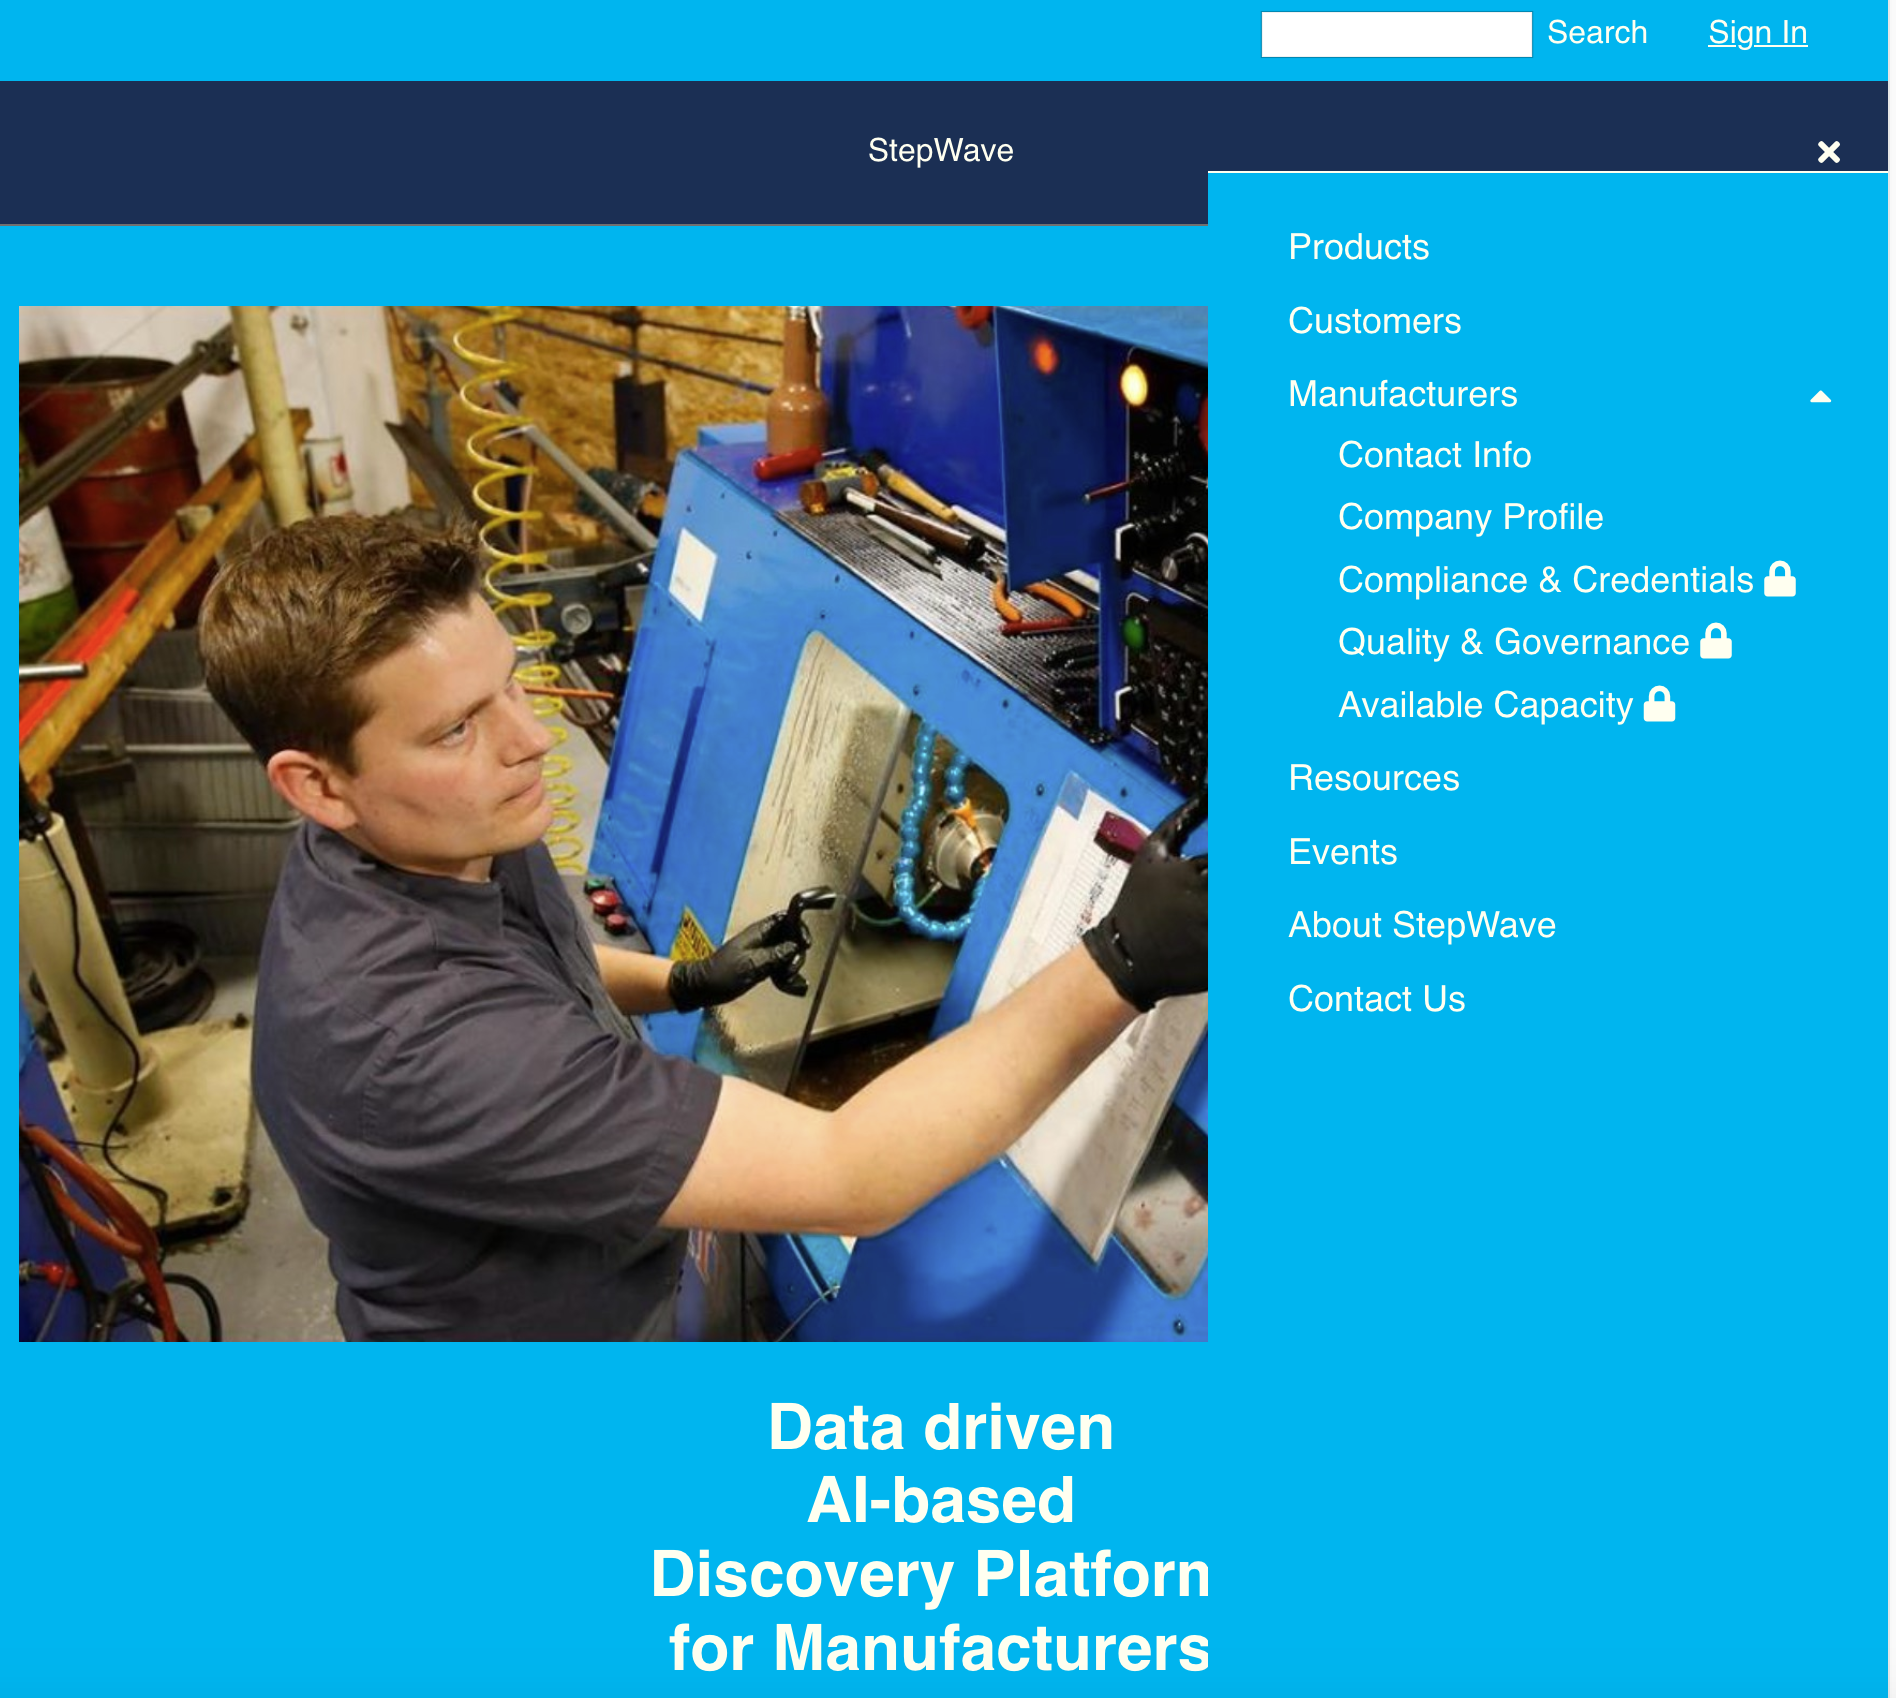 Search
Sign In
StepWave
Products
Customers
Manufacturers
Contact Info
Company Profile
Compliance & Credentials
Quality & Governance
Available Capacity
Resources
Events
About StepWave
Contact Us
Data driven
AI-based
Discovery Platform
for Manufacturers